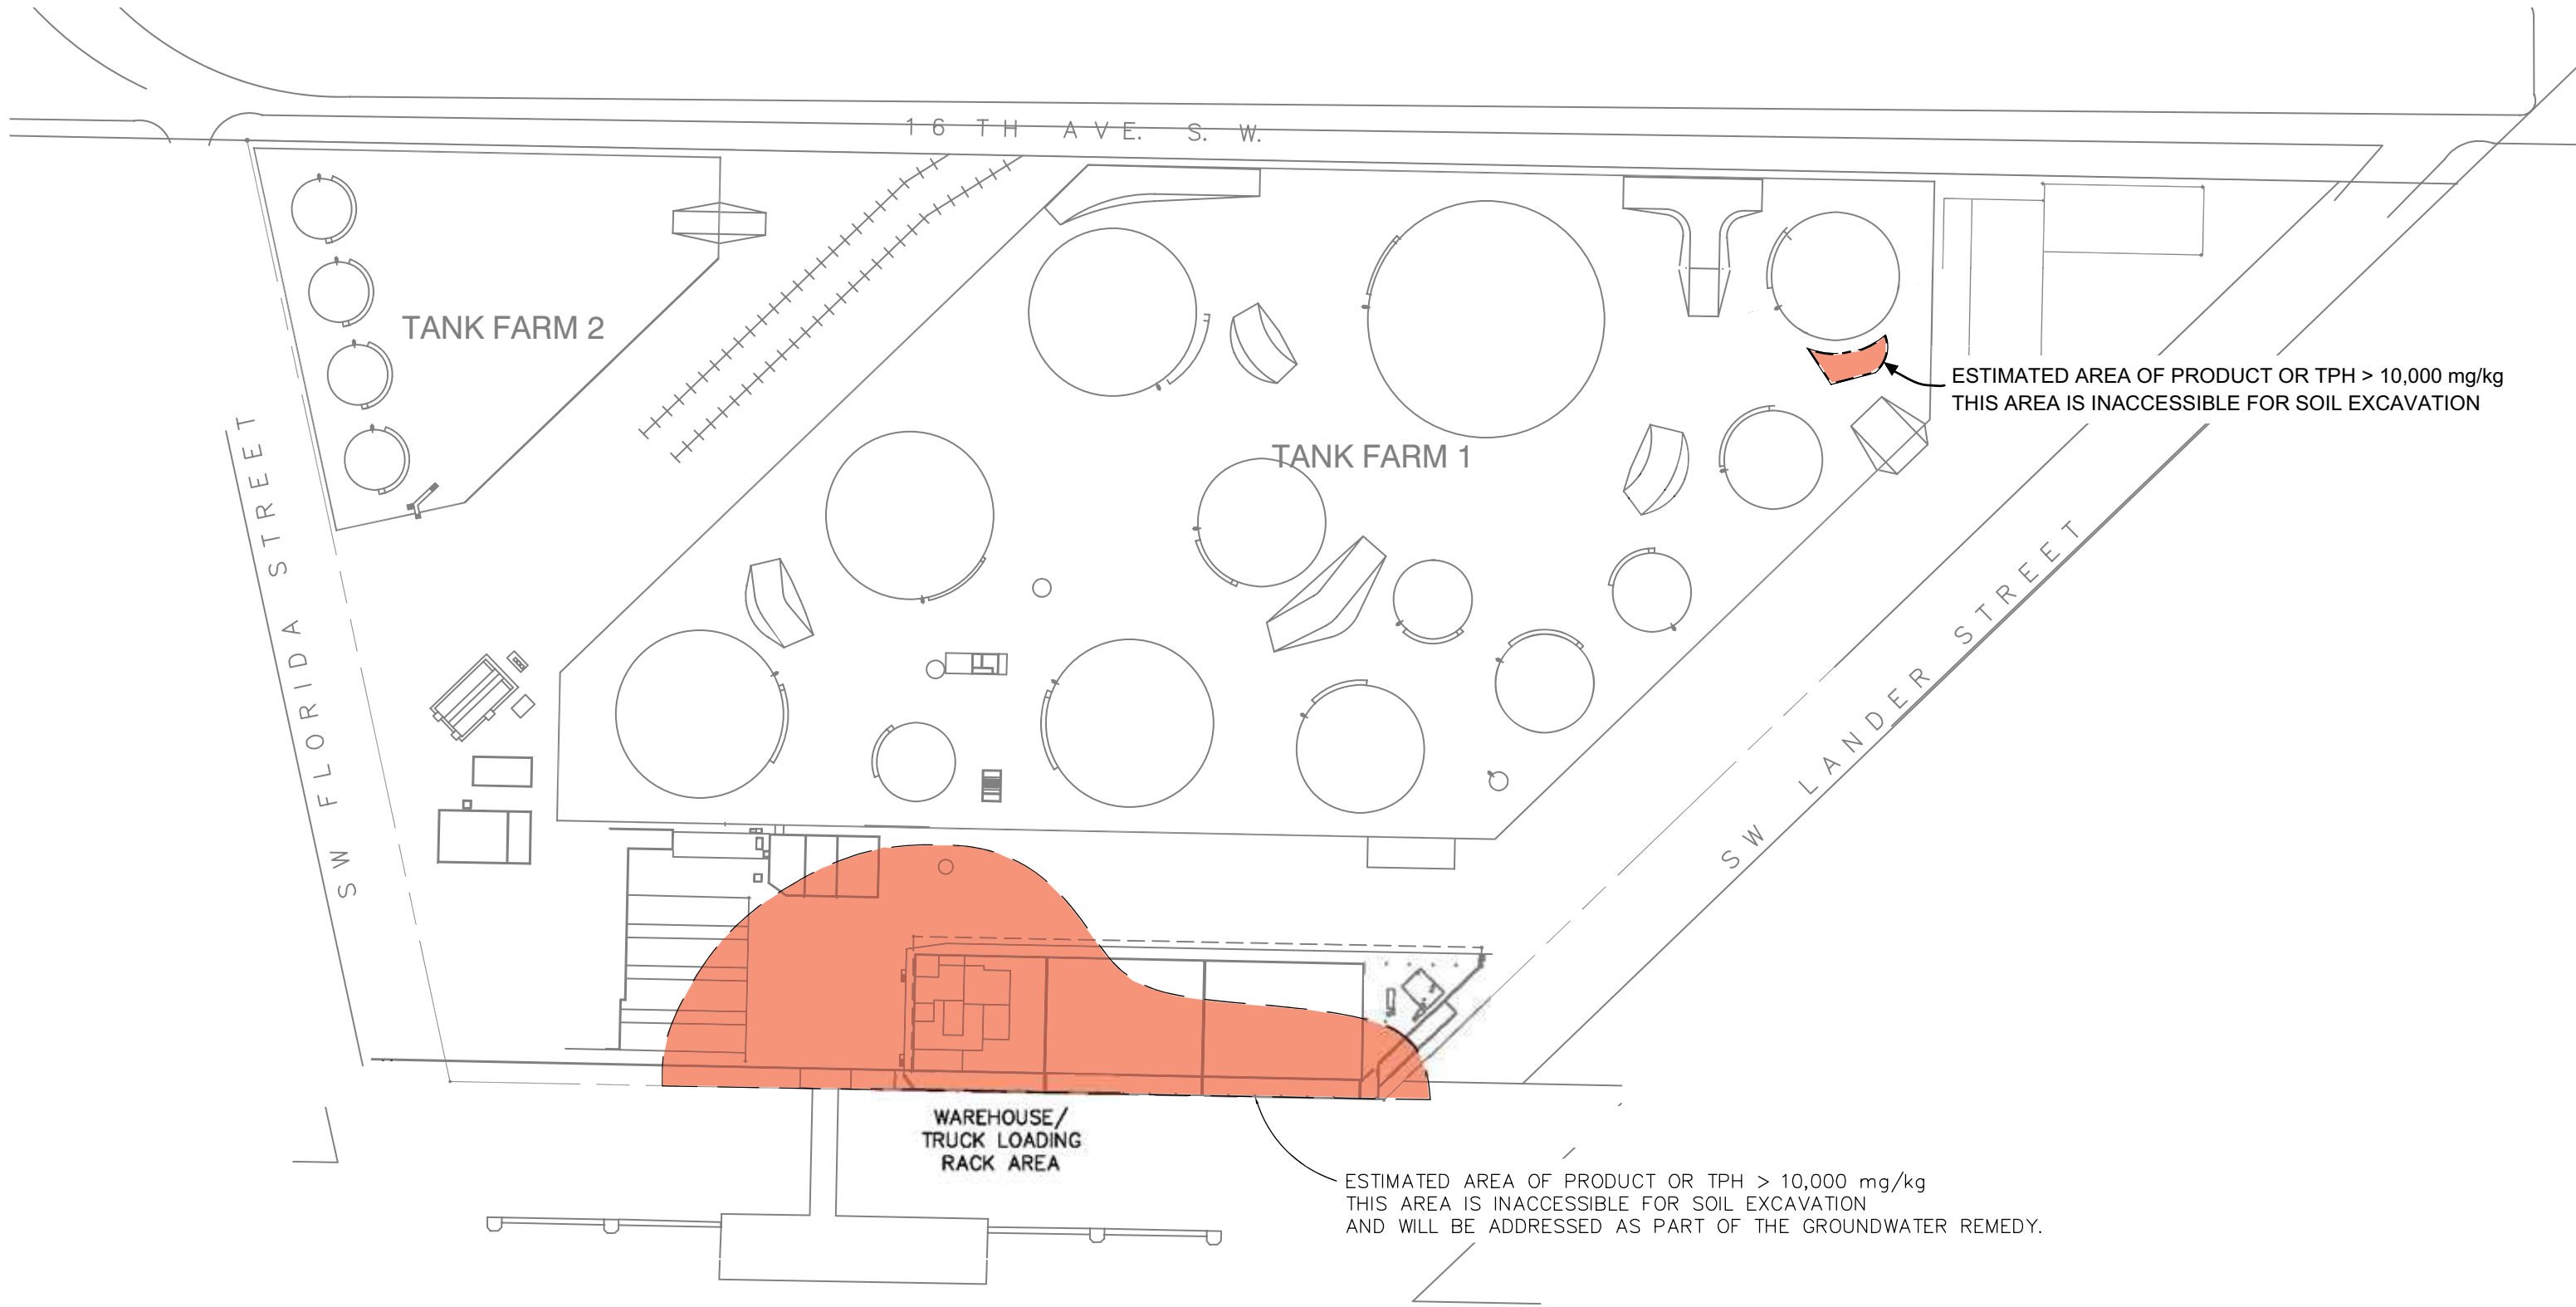 16 TH AVE. S. W.
TANK FARM 2
ESTIMATED AREA OF PRODUCT OR TPH > 10,000 mg/kg
THIS AREA IS INACCESSIBLE FOR SOIL EXCAVATION
TANK FARM 1
SW FLORIDA STREET
SW LANDER STREET
WAREHOUSE/
TRUCK LOADING
RACK AREA
ESTIMATED AREA OF PRODUCT OR TPH > 10,000 mg/kg
THIS AREA IS INACCESSIBLE FOR SOIL EXCAVATION
AND WILL BE ADDRESSED AS PART OF THE GROUNDWATER REMEDY.